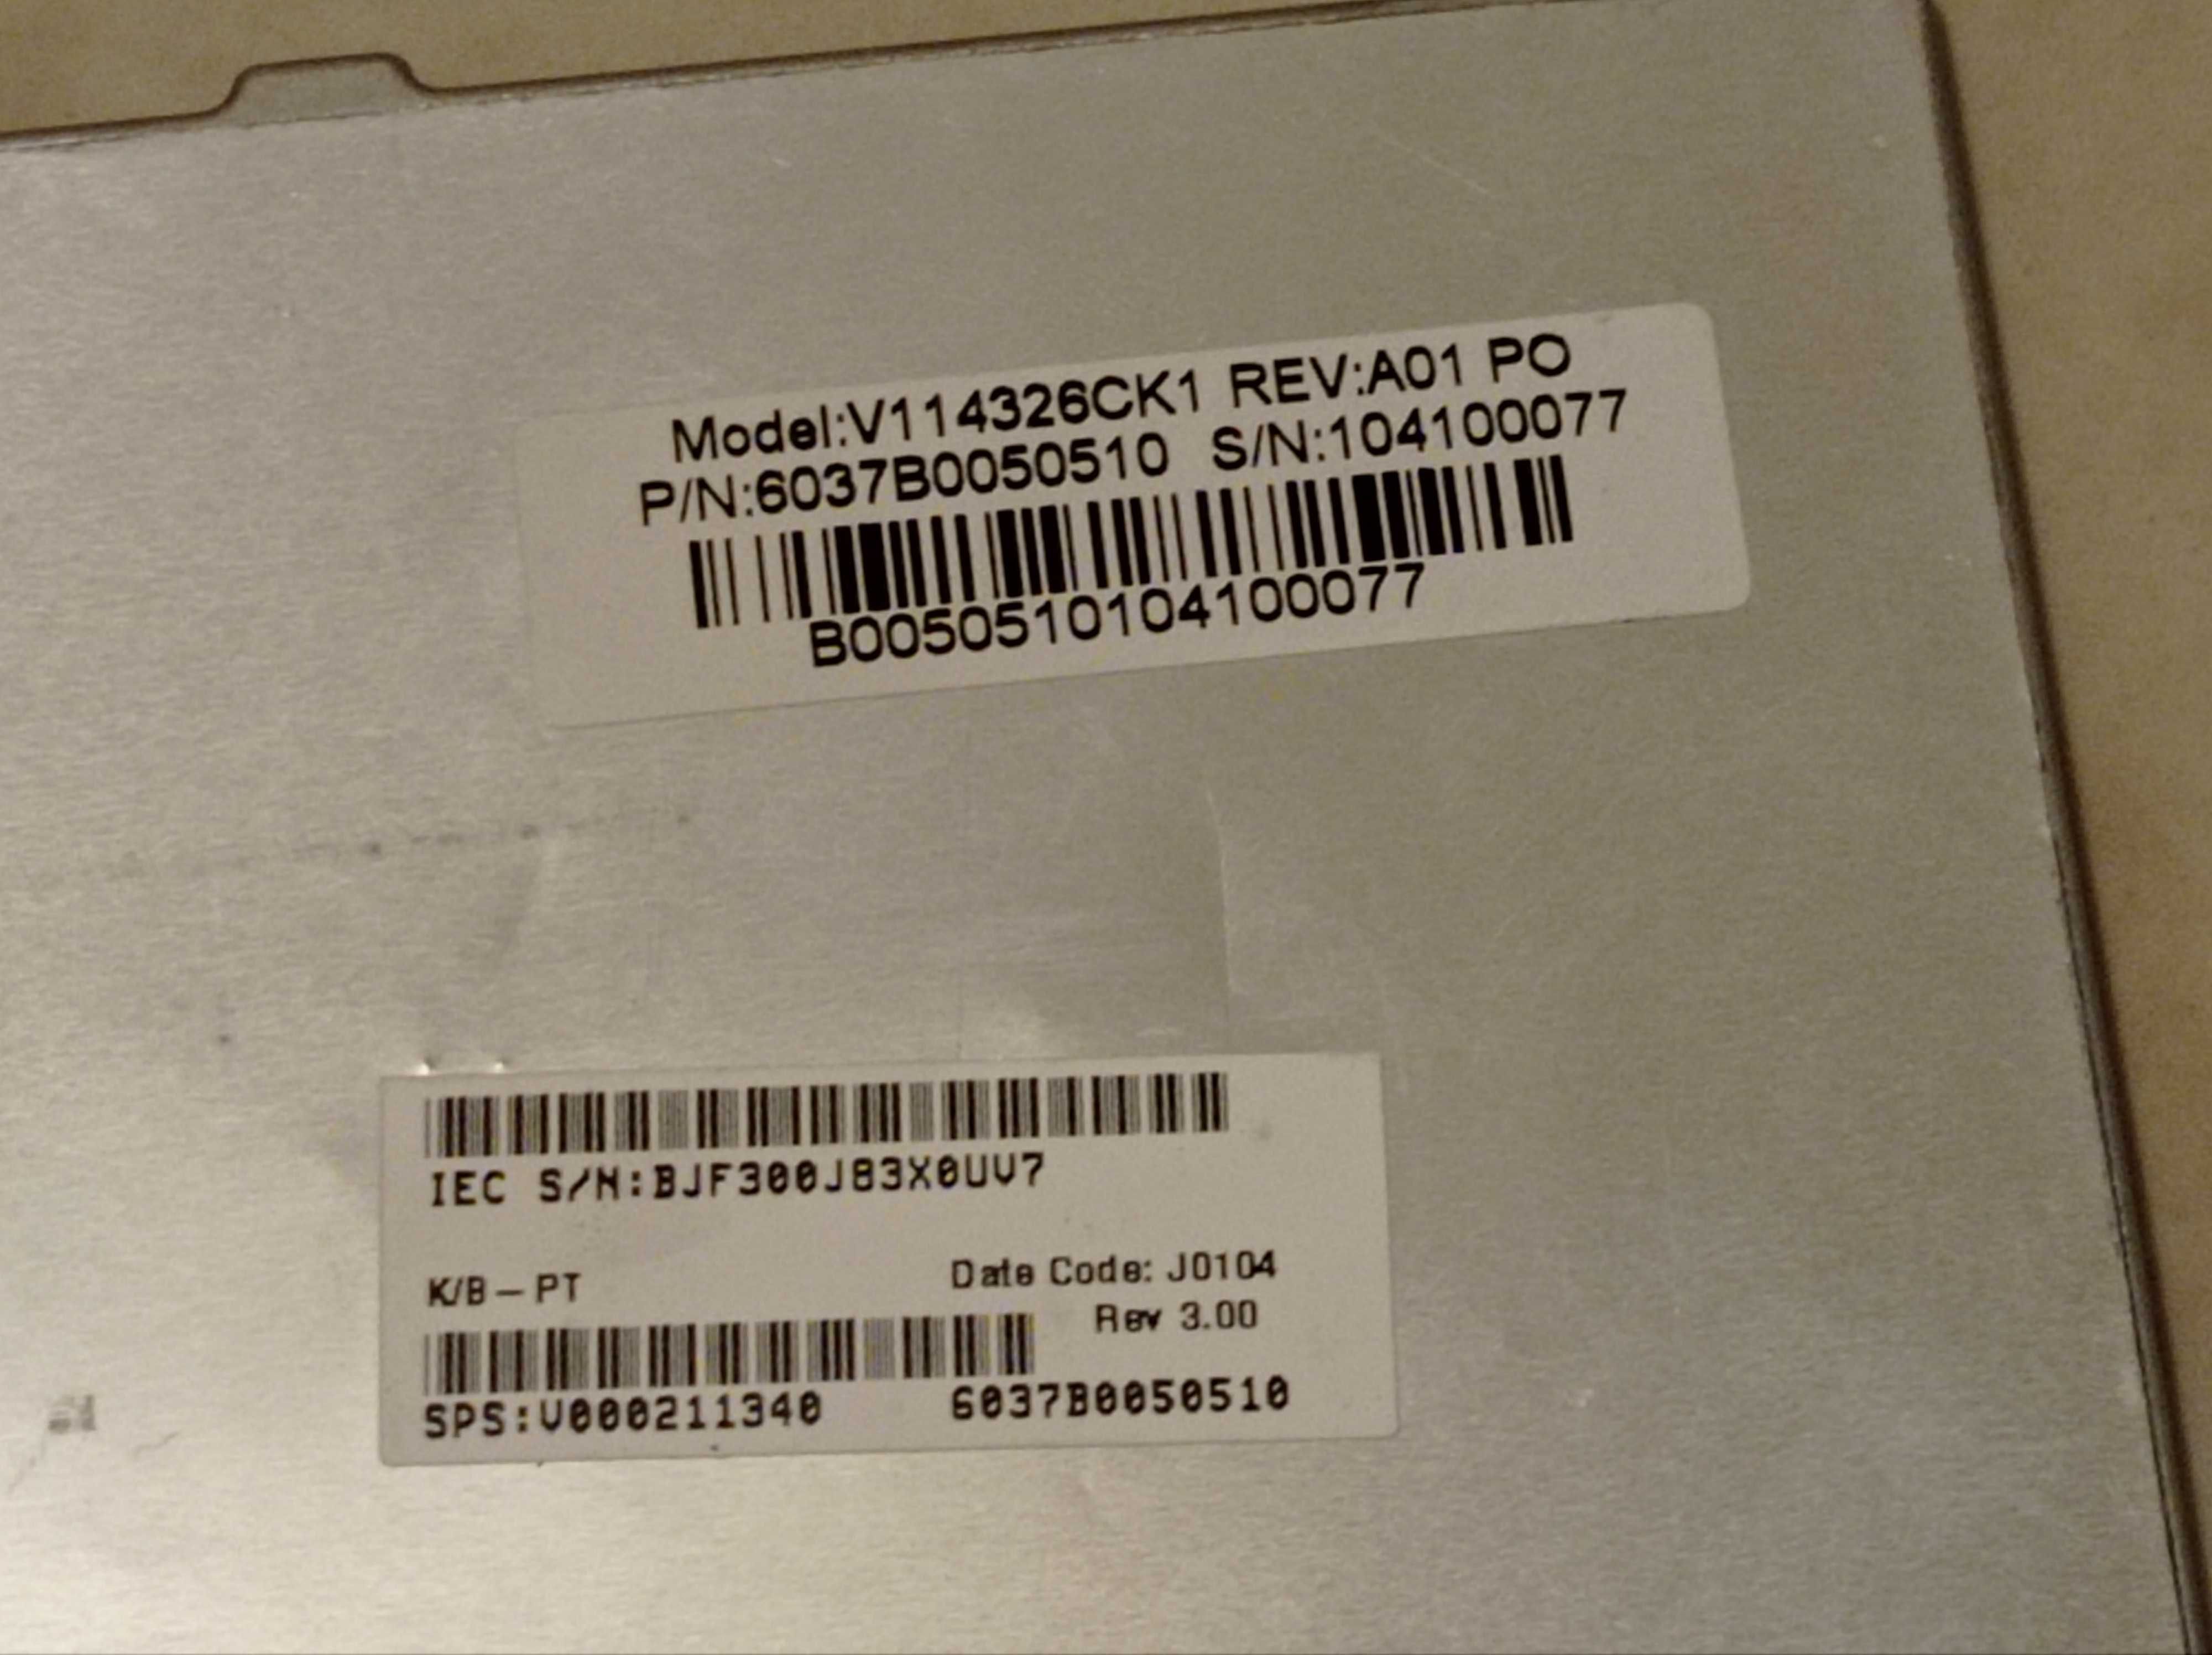 Model:V114326CK1 REV:A01 PO
P/N:6037B0050510 S/N:104100077
B0050510104100077
IEC S/N:BJF300J83X0UV7
K/B-PT
Date Code: J0104
Rev 3.00
SPS:V000211340 6037B0050510